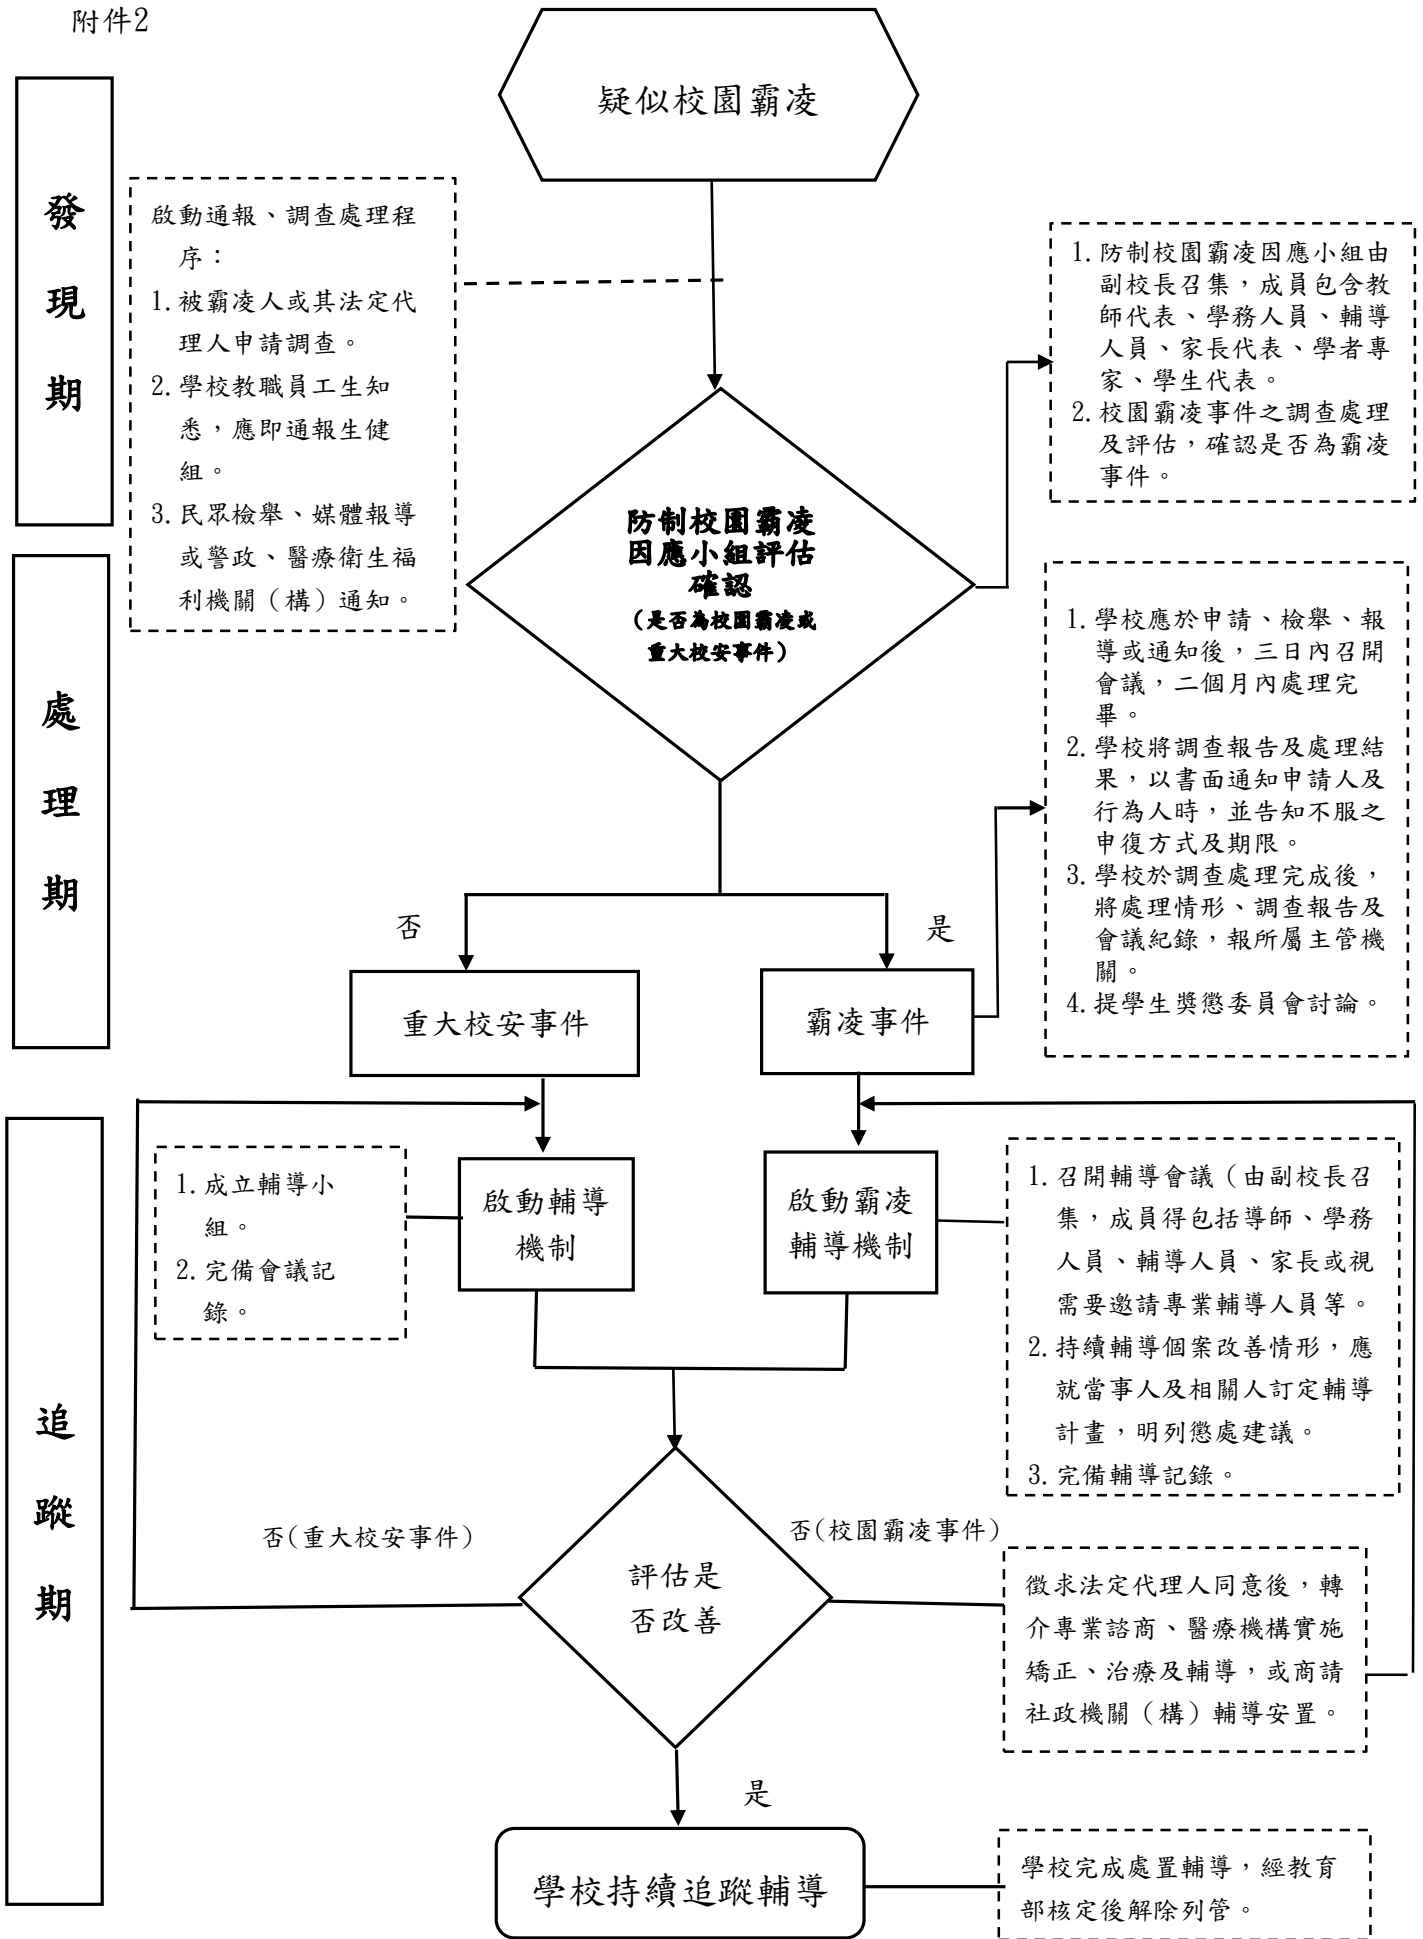 附件2
疑似校園霸凌
發
現
期
啟動通報、調查處理程
序：
1.被霸凌人或其法定代
理人申請調查。
2.學校教職員工生知
悉，應即通報生健
組。
3.民眾檢舉、媒體報導
或警政、醫療衛生福
利機關（構）通知。
1.防制校園霸凌因應小組由
副校長召集，成員包含教
師代表、學務人員、輔導
人員、家長代表、學者專
家、學生代表。
2.校園霸凌事件之調查處理
及評估，確認是否為霸凌
事件。
防制校園霸凌
因應小組評估
確認
（是否為校園霸凌或
重大校安事件）
處
理
期
1.學校應於申請、檢舉、報
導或通知後，三日內召開
會議，二個月內處理完
畢。
2.學校將調查報告及處理結
果，以書面通知申請人及
行為人時，並告知不服之
申復方式及期限。
3.學校於調查處理完成後，
將處理情形、調查報告及
會議紀錄，報所屬主管機
關。
4.提學生獎懲委員會討論。
否
是
重大校安事件
霸凌事件
追
蹤
期
1.成立輔導小
組。
2.完備會議記
錄。
啟動輔導
機制
啟動霸凌
輔導機制
1.召開輔導會議（由副校長召
集，成員得包括導師、學務
人員、輔導人員、家長或視
需要邀請專業輔導人員等。
2.持續輔導個案改善情形，應
就當事人及相關人訂定輔導
計畫，明列懲處建議。
3.完備輔導記錄。
否(重大校安事件)
否(校園霸凌事件)
評估是
否改善
徵求法定代理人同意後，轉
介專業諮商、醫療機構實施
矯正、治療及輔導，或商請
社政機關（構）輔導安置。
是
學校持續追蹤輔導
學校完成處置輔導，經教育
部核定後解除列管。